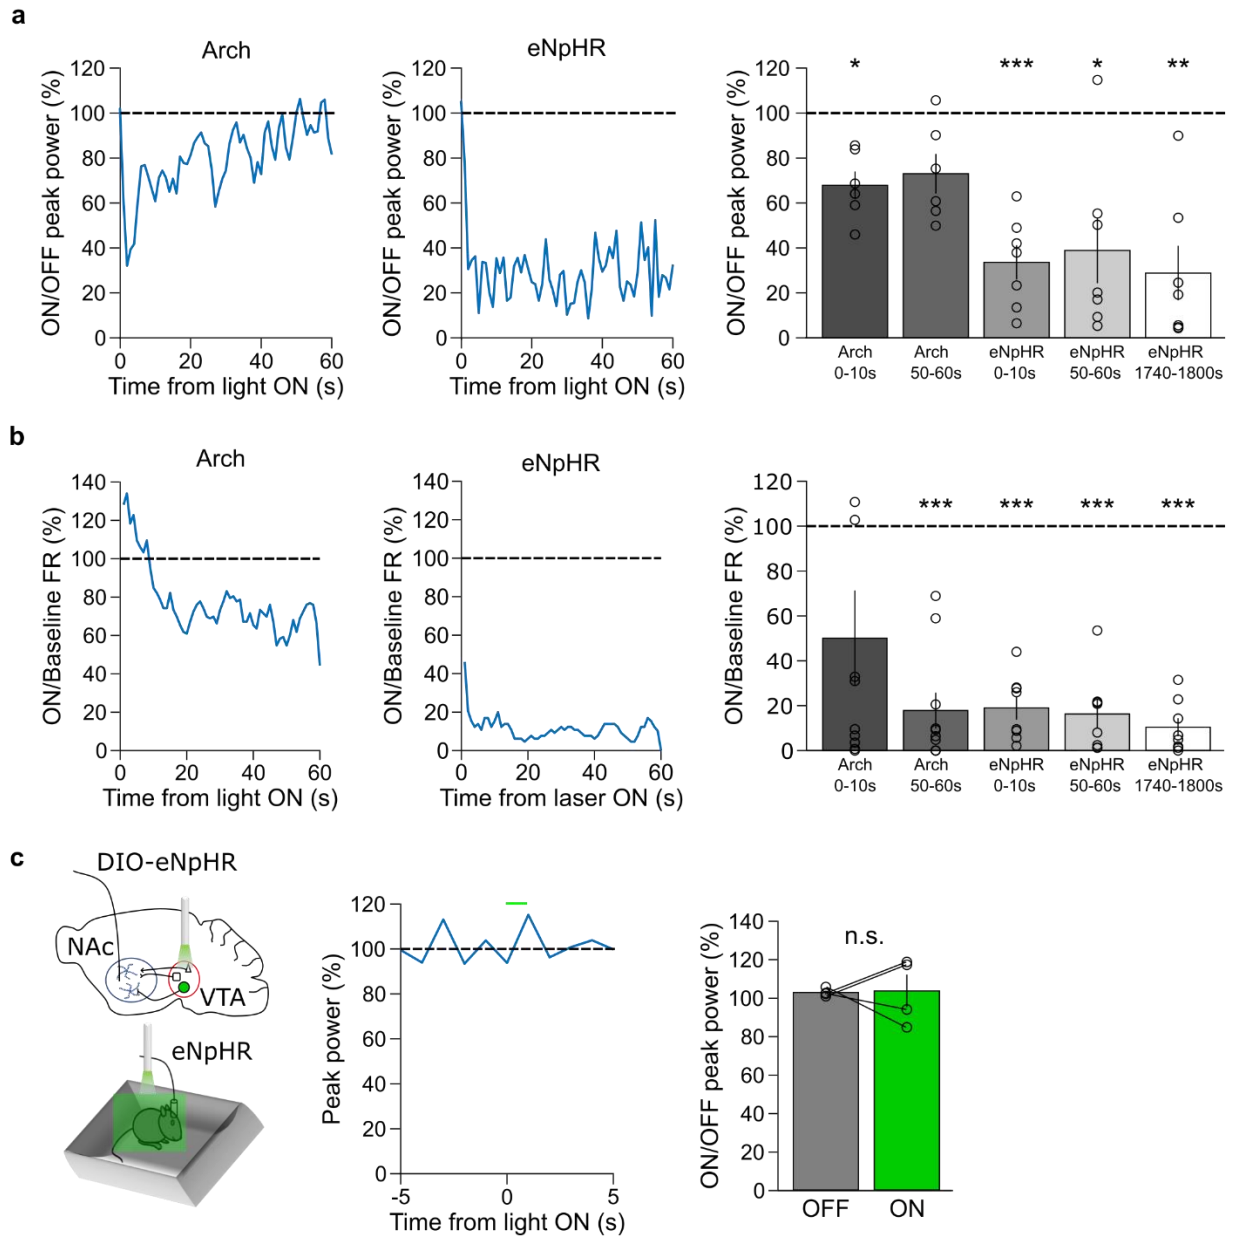 a
Arch
ON/OFF peak power (%)
120
100
80
60
40
20
0
0
20
40
60
Time from light ON (s)
eNpHR
ON/OFF peak power (%)
120
100
80
60
40
20
0
0
20
40
60
Time from light ON (s)
ON/OFF peak power (%)
120
100
80
60
40
20
0
* *** * **
Arch
0-10s
Arch
50-60s
eNpHR
0-10s
eNpHR
50-60s
eNpHR
1740-1800s
b
Arch
ON/Baseline FR (%)
140
120
100
80
60
40
20
0
0
20
40
60
Time from light ON (s)
eNpHR
ON/Baseline FR (%)
140
120
100
80
60
40
20
0
0
20
40
60
Time from laser ON (s)
ON/Baseline FR (%)
120
100
80
60
40
20
0
*** *** *** ***
Arch
0-10s
Arch
50-60s
eNpHR
0-10s
eNpHR
50-60s
eNpHR
1740-1800s
c
DIO-eNpHR
NAc
VTA
eNpHR
Peak power (%)
120
100
80
60
40
20
0
-5
0
5
Time from light ON (s)
ON/OFF peak power (%)
140
120
100
80
60
40
20
0
n.s.
OFF
ON